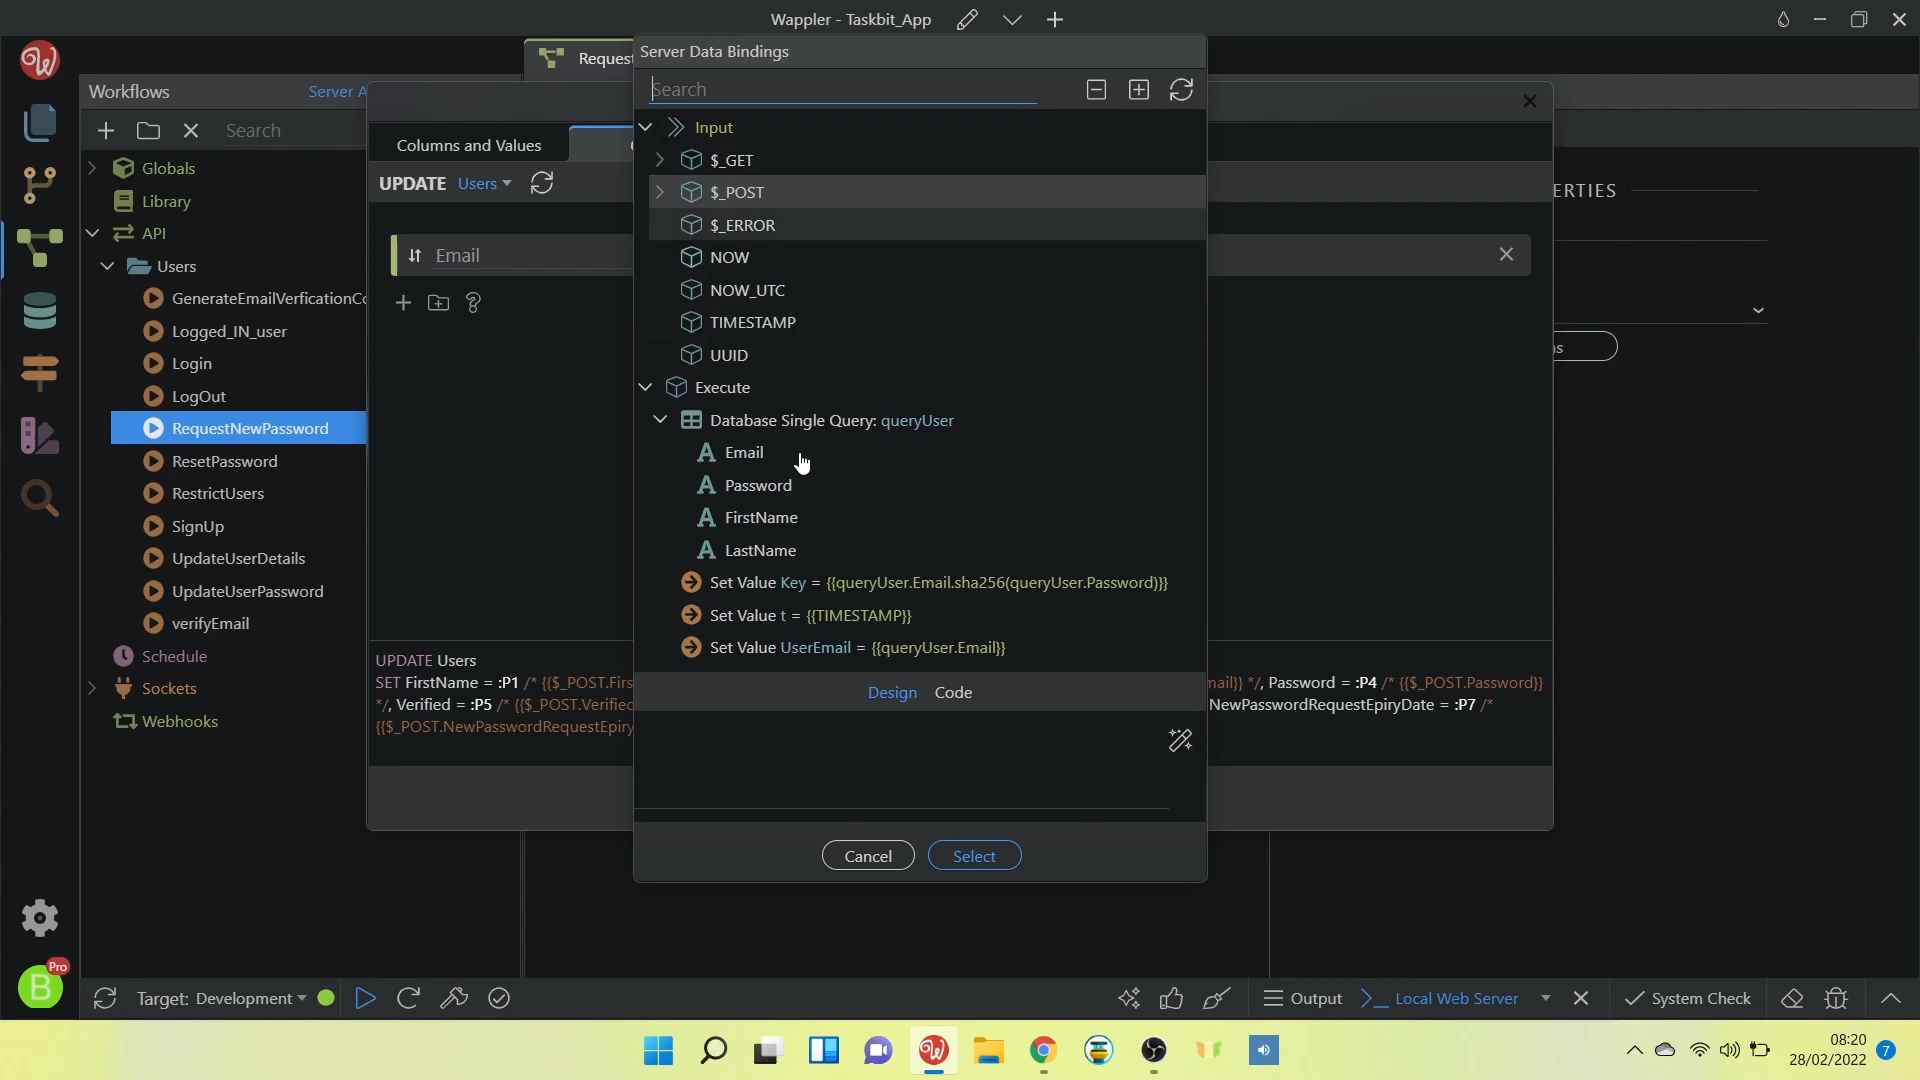 Wappler - Taskbit_App
Server Data Bindings
Search
Workflows
Server A
Search
Reques
Columns and Values
UPDATE Users
Email
Globals
Library
API
Users
GenerateEmailVerficationCo
Logged_IN_user
Login
LogOut
RequestNewPassword
ResetPassword
RestrictUsers
SignUp
UpdateUserDetails
UpdateUserPassword
verifyEmail
Schedule
Sockets
Webhooks
Input
$_GET
$_POST
$_ERROR
NOW
NOW_UTC
TIMESTAMP
UUID
Execute
Database Single Query: queryUser
Email
Password
FirstName
LastName
Set Value Key = {{queryUser.Email.sha256(queryUser.Password)}}
Set Value t = {{TIMESTAMP}}
Set Value UserEmail = {{queryUser.Email}}
Design Code
Cancel Select
ERTIES
UPDATE Users
SET FirstName = :P1 /* {{$_POST.Firs
*/, Verified = :P5 /* {{$_POST.Verified
{{$_POST.NewPasswordRequestEpiry
mail}} */, Password = :P4 /* {{$_POST.Password}}
NewPasswordRequestEpiryDate = :P7 /*
Pro
B
Target: Development
Output
Local Web Server
System Check
08:20
28/02/2022
7